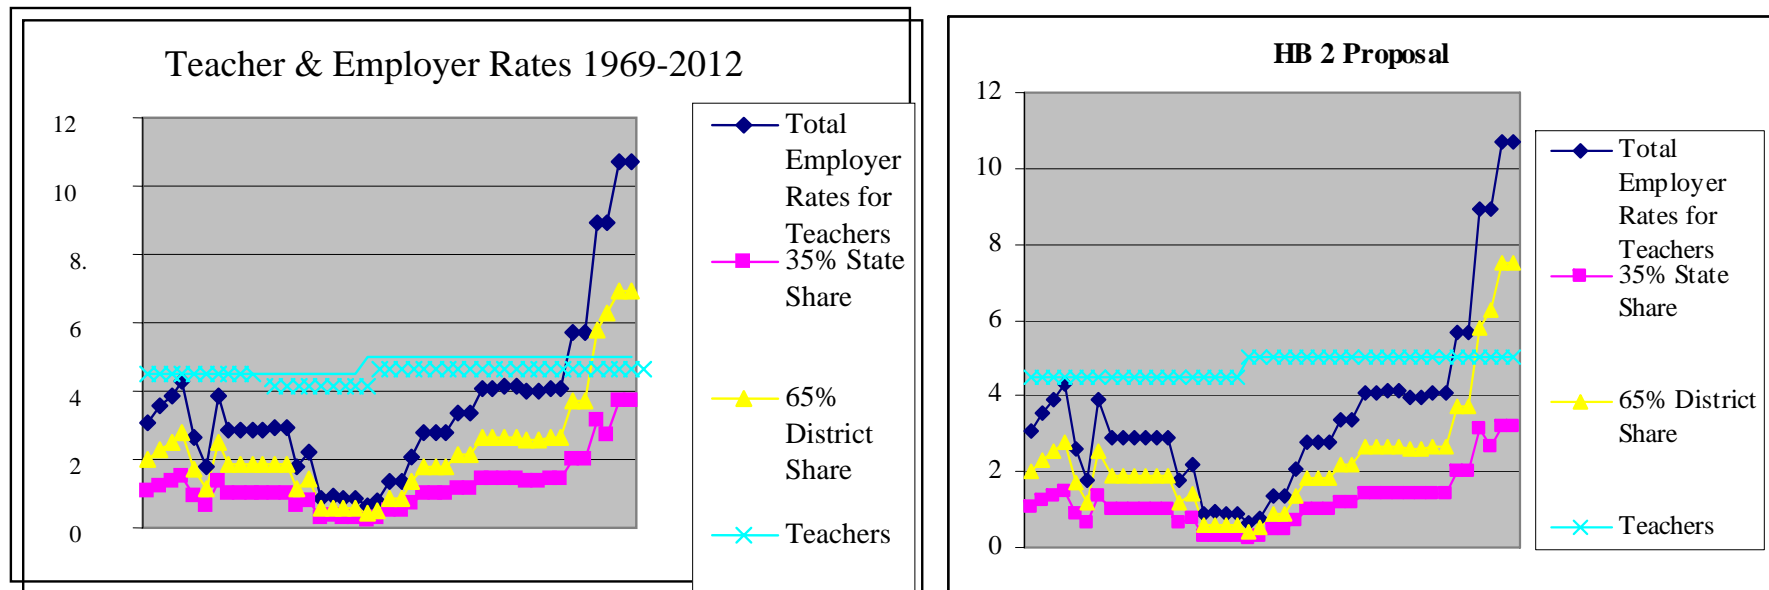 Teacher & Employer Rates 1969-2012
12
10
8.
6
4
2
0
Total
Employer
Rates for
Teachers
35% State
Share
65%
District
Share
Teachers
HB 2 Proposal
12
10
8
6
4
2
0
Total
Employer
Rates for
Teachers
35% State
Share
65% District
Share
Teachers